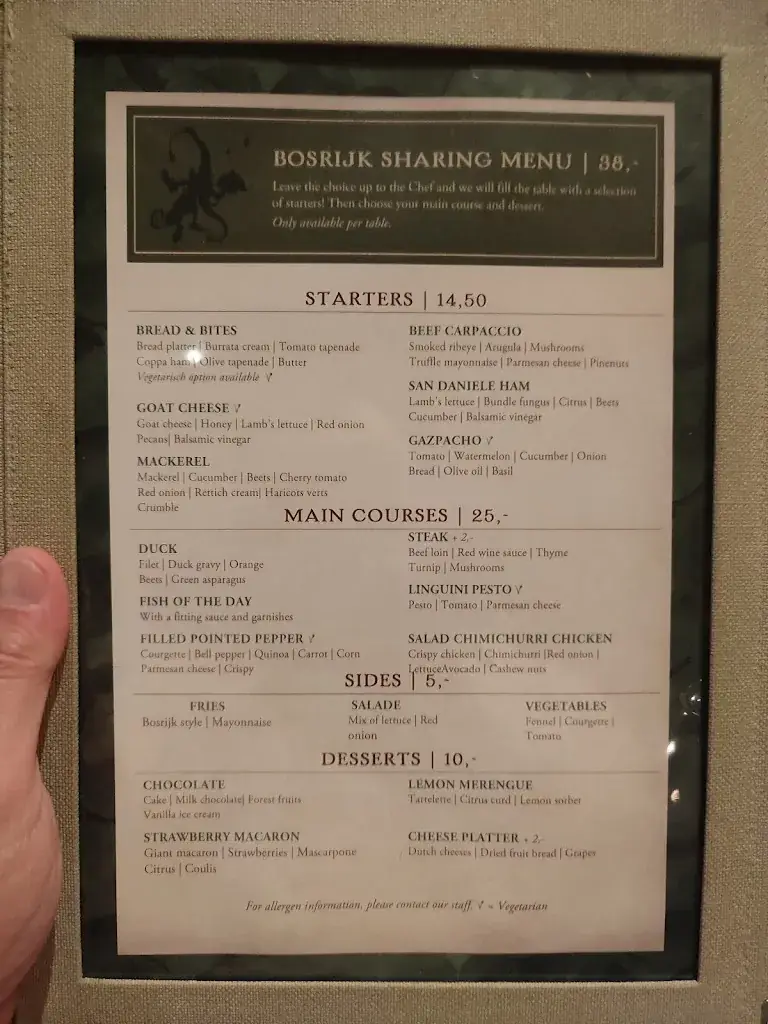 BOSRIJK SHARING MENU | 38,-
Leave the choice up to the Chef and we will fill the table with a selection
of starters! Then choose your main course and dessert.
Only available per table.
STARTERS | 14,50
BREAD & BITES
Bread platter | Burrata cream | Tomato tapenade
Coppa ham | Olive tapenade | Butter
Vegetarisch option available
GOAT CHEESE
Goat cheese | Honey | Lamb's lettuce | Red onion
Pecans| Balsamic vinegar
MACKEREL
Mackerel | Cucumber | Beets | Cherry tomato
Red onion | Rettich cream| Haricots verts
Crumble
BEEF CARPACCIO
Smoked ribeye | Arugula | Mushrooms
Truffle mayonnaise | Parmesan cheese | Pinenuts
SAN DANIELE HAM
Lamb's lettuce | Bundle fungus | Citrus | Beets
Cucumber | Balsamic vinegar
GAZPACHO
Tomato | Watermelon | Cucumber | Onion
Bread | Olive oil | Basil
MAIN COURSES | 25,-
DUCK
Filet | Duck gravy | Orange
Beets | Green asparagus
FISH OF THE DAY
With a fitting sauce and garnishes
FILLED POINTED PEPPER
Courgette | Bell pepper | Quinoa | Carrot | Corn
Parmesan cheese | Crispy
STEAK + 2,-
Beef loin | Red wine sauce | Thyme
Turnip | Mushrooms
LINGUINI PESTO
Pesto | Tomato | Parmesan cheese
SALAD CHIMICHURRI CHICKEN
Crispy chicken | Chimichurri |Red onion |
LettuceAvocado | Cashew nuts
SIDES | 5,-
FRIES
Bosrijk style | Mayonnaise
SALADE
Mix of lettuce | Red
onion
VEGETABLES
Fennel | Courgette |
Tomato
DESSERTS | 10,-
CHOCOLATE
Cake | Milk chocolate| Forest fruits
Vanilla ice cream
STRAWBERRY MACARON
Giant macaron | Strawberries | Mascarpone
Citrus | Coulis
LEMON MERENGUE
Tartelette | Citrus curd | Lemon sorbet
CHEESE PLATTER + 2,-
Dutch cheeses | Dried fruit bread | Grapes
For allergen information, please contact our staff. = Vegetarian